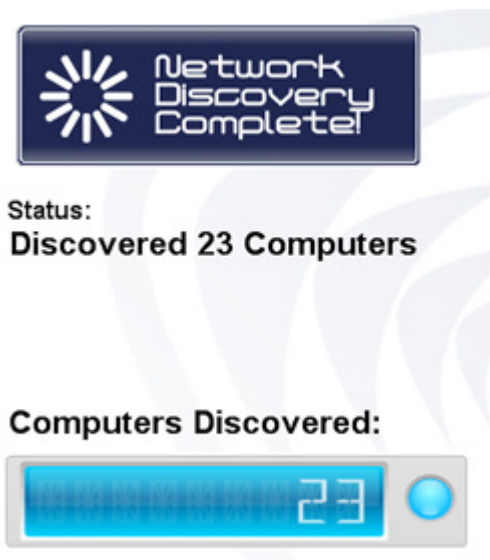 Network
Discovery
Complete!
Status:
Discovered 23 Computers
Computers Discovered:
23